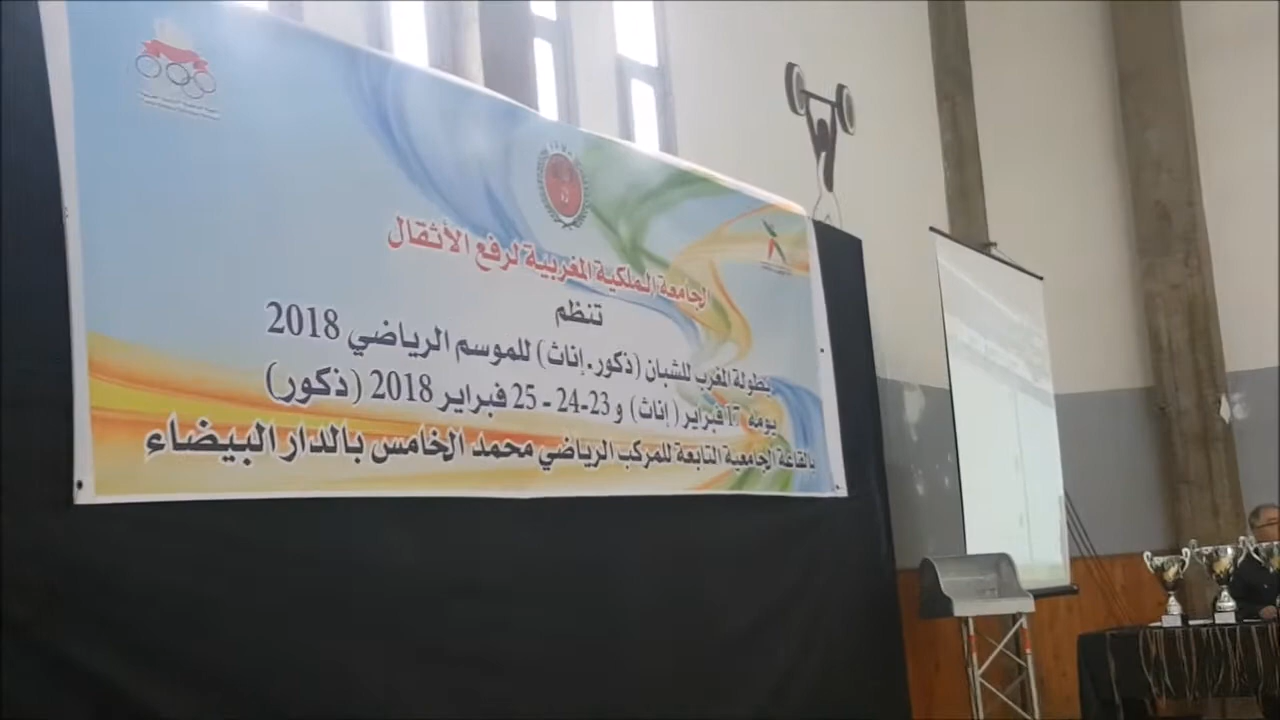 الجامعة الملكية المغربية لرفع الأثقال
تنظم
بطولة المغرب للشبان (ذكور.إناث) للموسم الرياضي 2018
يومه 17 فبراير( إناث) و 23-24 - 25 فبراير 2018 (ذكور)
بالقاعة الجامعية التابعة للمركب الرياضي محمد الخامس بالدار البيضاء